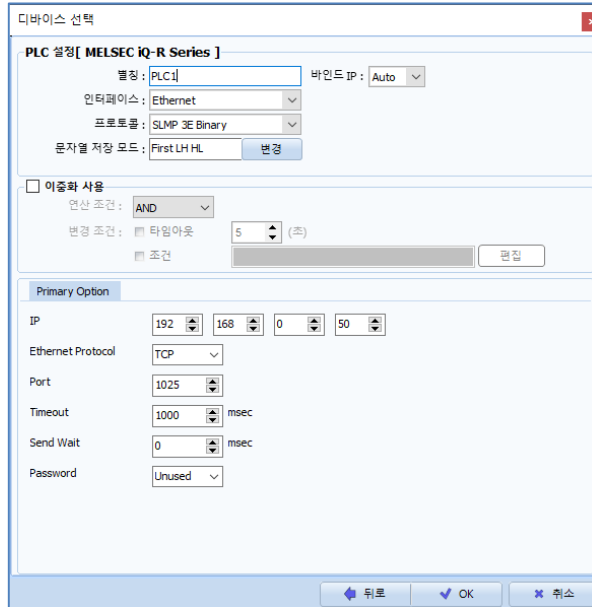 디바이스 선택
PLC 설정[ MELSEC iQ-R Series ]
별칭 : PLC1 바인드 IP : Auto
인터페이스 : Ethernet
프로토콜 : SLMP 3E Binary
문자열 저장 모드 : First LH HL 변경
이중화 사용
연산 조건 : AND
변경 조건 : 타임아웃 5 (초)
조건 편집
Primary Option
IP 192 168 0 50
Ethernet Protocol TCP
Port 1025
Timeout 1000 msec
Send Wait 0 msec
Password Unused
뒤로 OK 취소